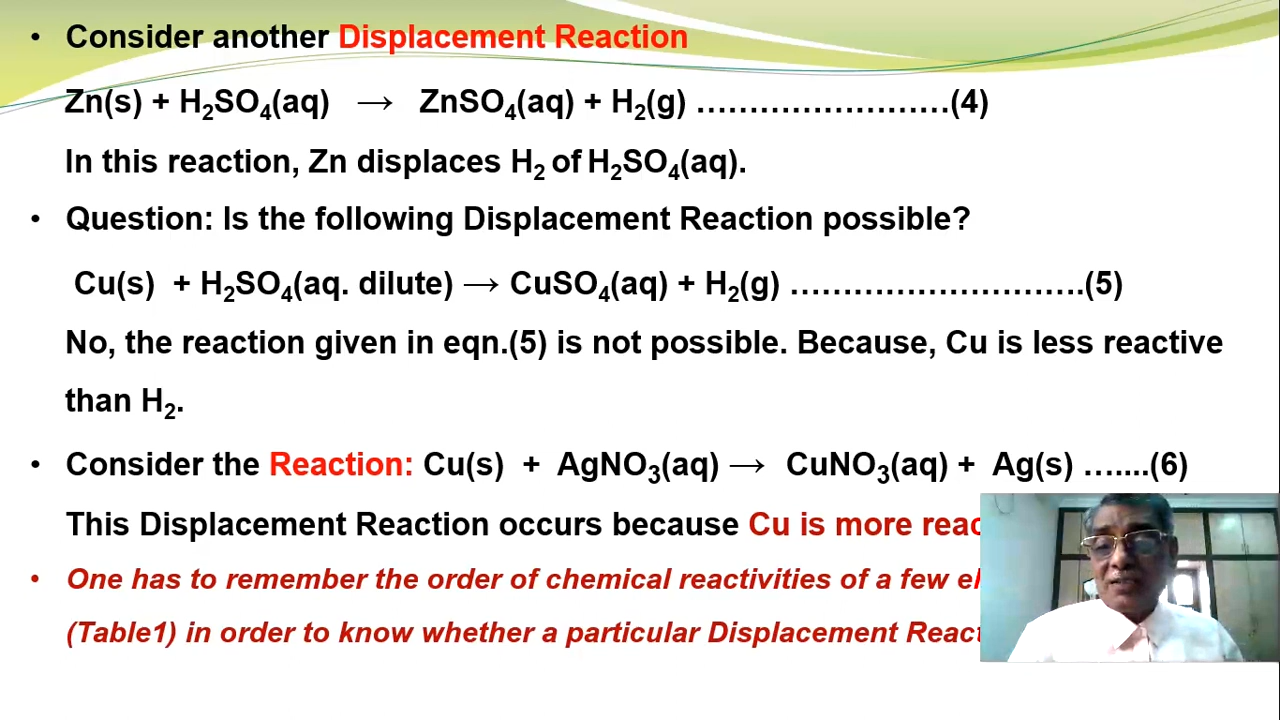 • Consider another Displacement Reaction
Zn(s) + H₂SO₄(aq) → ZnSO₄(aq) + H₂(g) ……………………(4)
In this reaction, Zn displaces H₂ of H₂SO₄(aq).
• Question: Is the following Displacement Reaction possible?
Cu(s) + H₂SO₄(aq. dilute) → CuSO₄(aq) + H₂(g) ……………………….(5)
No, the reaction given in eqn.(5) is not possible. Because, Cu is less reactive
than H₂.
• Consider the Reaction: Cu(s) + AgNO₃(aq) → CuNO₃(aq) + Ag(s) …....(6)
This Displacement Reaction occurs because Cu is more
• One has to remember the order of chemical reactivities of a few
(Table1) in order to know whether a particular Displacement